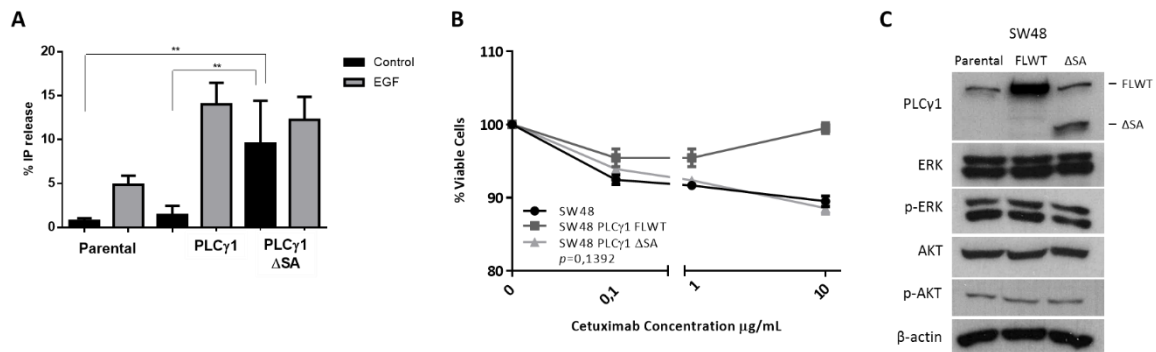 A
**
**
Control
EGF
% IP release
20
15
10
5
0
Parental
PLCγ1
PLCγ1
ΔSA
B
% Viable Cells
110
100
90
80
SW48
SW48 PLCγ1 FLWT
SW48 PLCγ1 ΔSA
p=0,1392
0
0,1
1
10
Cetuximab Concentration μg/mL
C
SW48
Parental FLWT ΔSA
PLCγ1
– FLWT
– ΔSA
ERK
p-ERK
AKT
p-AKT
β-actin